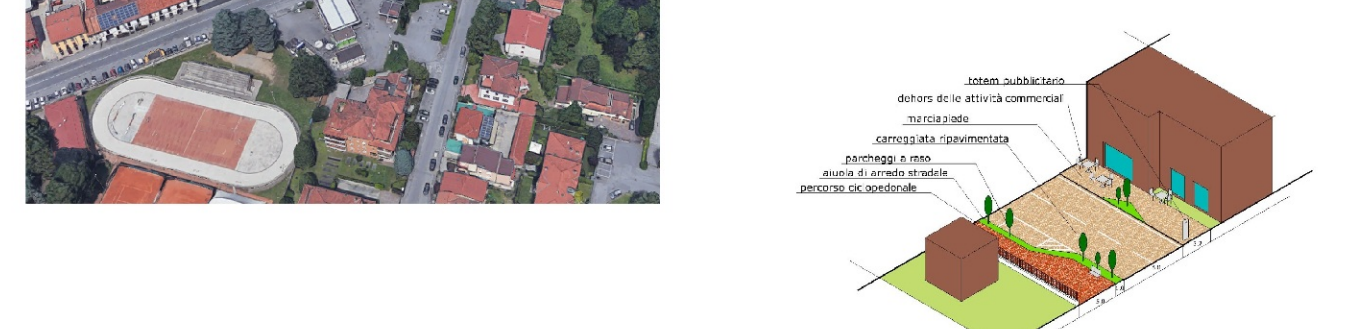 totem pubblicitario
dehors delle attività commerciali
marciapiede
carreggiata ripavimentata
parcheggi a raso
aiuola di arredo stradale
percorso ciclopedonale